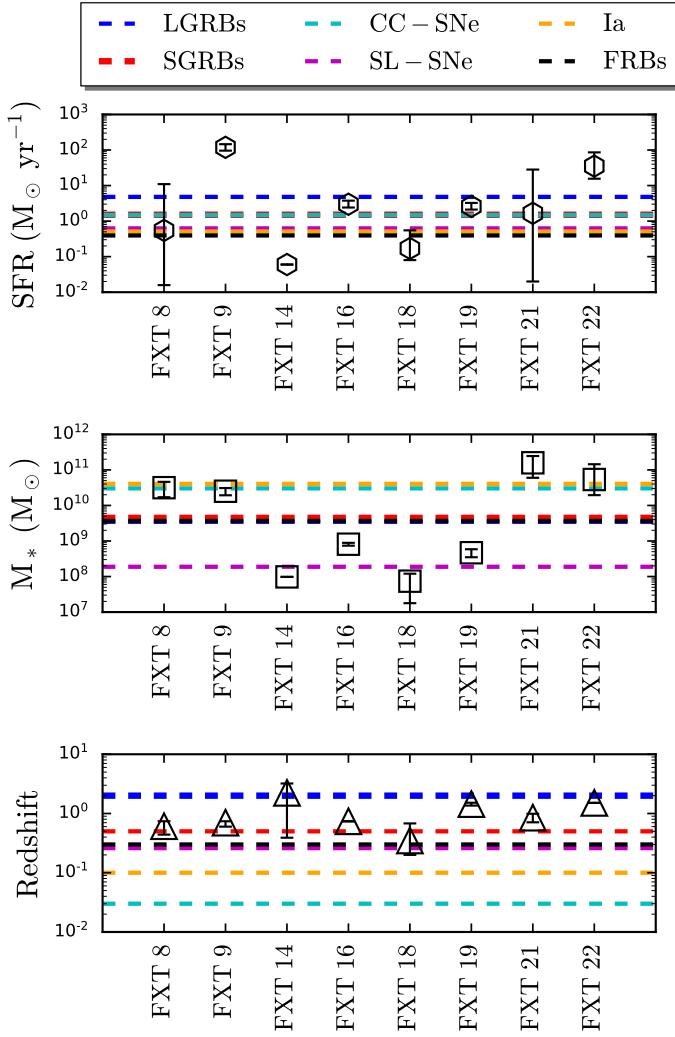 LGRBs CC − SNe Ia
SGRBs SL − SNe FRBs
SFR (M⊙ yr⁻¹)
10³
10²
10¹
10⁰
10⁻¹
10⁻²
FXT 8 FXT 9 FXT 14 FXT 16 FXT 18 FXT 19 FXT 21 FXT 22
M* (M⊙)
10¹²
10¹¹
10¹⁰
10⁹
10⁸
10⁷
FXT 8 FXT 9 FXT 14 FXT 16 FXT 18 FXT 19 FXT 21 FXT 22
Redshift
10¹
10⁰
10⁻¹
10⁻²
FXT 8 FXT 9 FXT 14 FXT 16 FXT 18 FXT 19 FXT 21 FXT 22